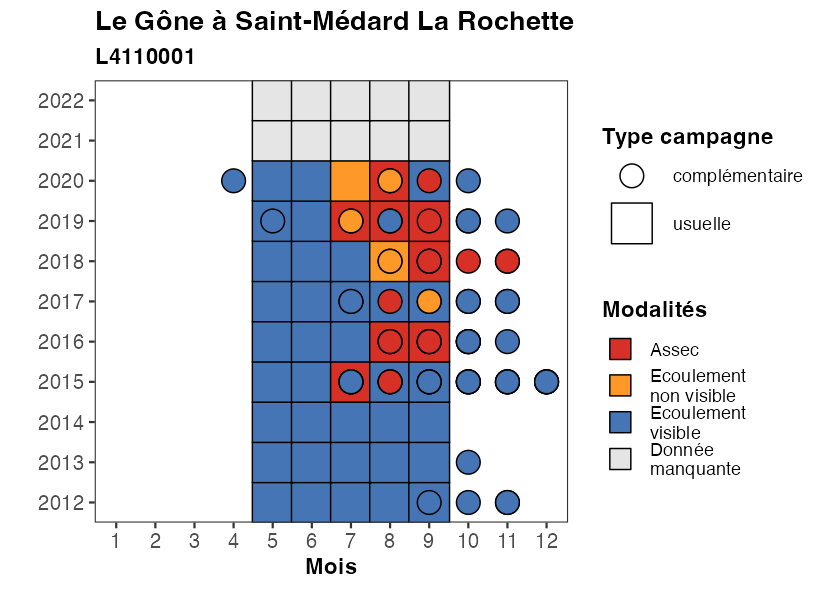 Le Gône à Saint-Médard La Rochette
L4110001
2022
2021
2020
2019
2018
2017
2016
2015
2014
2013
2012
1 2 3 4 5 6 7 8 9 10 11 12
Mois
Type campagne
complémentaire
usuelle
Modalités
Assec
Ecoulement
non visible
Ecoulement
visible
Donnée
manquante